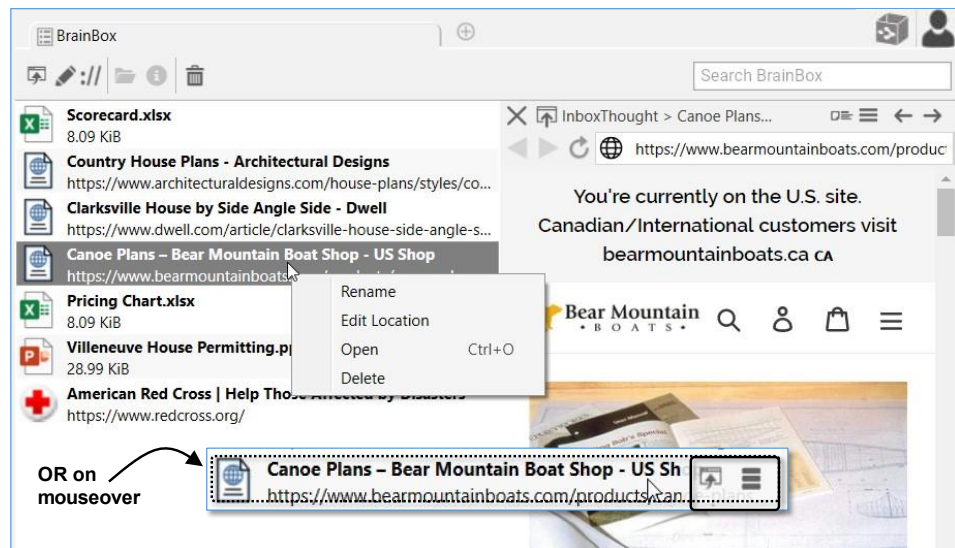 BrainBox
://
Search BrainBox
Scorecard.xlsx
8.09 KiB
Country House Plans - Architectural Designs
https://www.architecturaldesigns.com/house-plans/styles/co...
Clarksville House by Side Angle Side - Dwell
https://www.dwell.com/article/clarksville-house-side-angle-s...
Canoe Plans – Bear Mountain Boat Shop - US Shop
https://www.bearmountainboats
Pricing Chart.xlsx
8.09 KiB
Villeneuve House Permitting.p
28.99 KiB
American Red Cross | Help Those Affected by Disasters
https://www.redcross.org/
Rename
Edit Location
Open Ctrl+O
Delete
InboxThought > Canoe Plans...
https://www.bearmountainboats.com/produc
You're currently on the U.S. site.
Canadian/International customers visit
bearmountainboats.ca CA
Bear Mountain
• B O A T S •
OR on
mouseover
Canoe Plans – Bear Mountain Boat Shop - US Sh
https://www.bearmountainboats.com/products/can e-plans